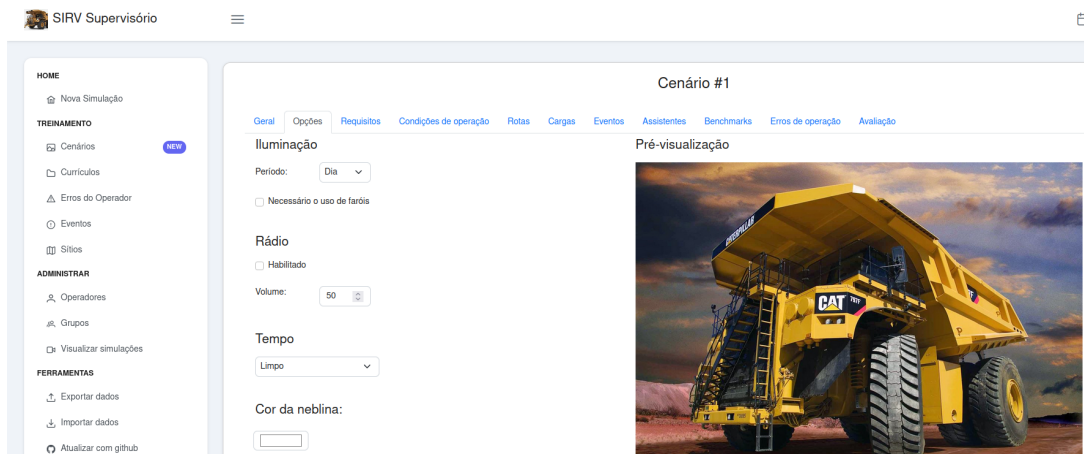 SIRV Supervisório
HOME
Nova Simulação
TREINAMENTO
Cenários NEW
Currículos
Erros do Operador
Eventos
Sítios
ADMINISTRAR
Operadores
Grupos
Visualizar simulações
FERRAMENTAS
Exportar dados
Importar dados
Atualizar com github
Cenário #1
Geral Opções Requisitos Condições de operação Rotas Cargas Eventos Assistentes Benchmarks Erros de operação Avaliação
Iluminação
Período: Dia
Necessário o uso de faróis
Rádio
Habilitado
Volume: 50
Tempo
Limpo
Cor da neblina:
Pré-visualização
CATERPILLAR
CAT 797F